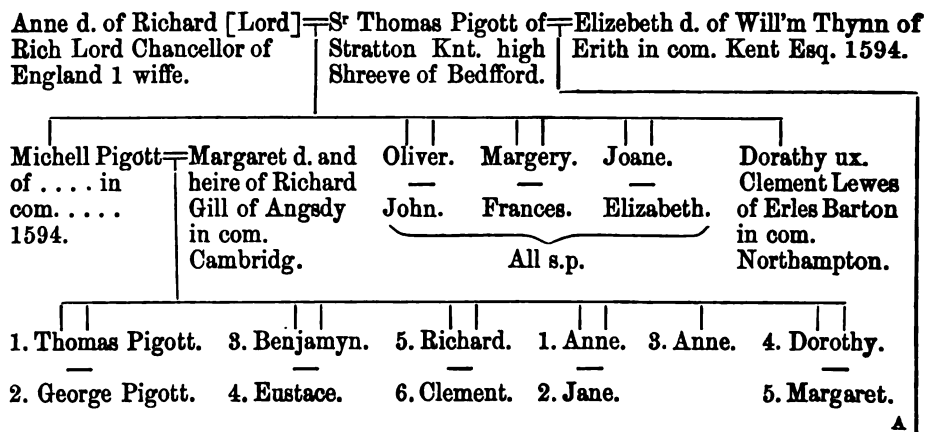 Anne d. of Richard [Lord] Sr Thomas Pigott of Elizebeth d. of Will'm Thynn of
Rich Lord Chancellor of Stratton Knt. high Erith in com. Kent Esq. 1594.
England 1 wiffe. Shreeve of Bedfford.
Michell Pigott Margaret d. and Oliver. Margery. Joane. Dorathy ux.
of .... in heire of Richard Clement Lewes
com..... Gill of Angsdy John. Frances. Elizabeth. of Erles Barton
1594. in com. in com.
Cambridg. All s.p. Northampton.
1. Thomas Pigott. 3. Benjamyn. 5. Richard. 1. Anne. 3. Anne. 4. Dorothy.
2. George Pigott. 4. Eustace. 6. Clement. 2. Jane. 5. Margaret.
A